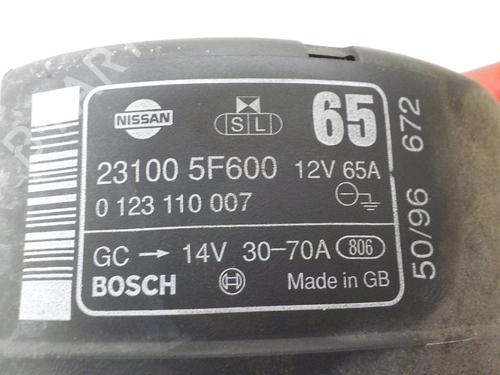 NISSAN
S L
65
23100 5F600 12V 65A
0 123 110 007
GC → 14V 30-70A 806
BOSCH Made in GB
50/96 672